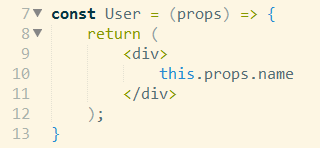 7 const User = (props) => {
8 return (
9 <div>
10 this.props.name
11 </div>
12 );
13 }